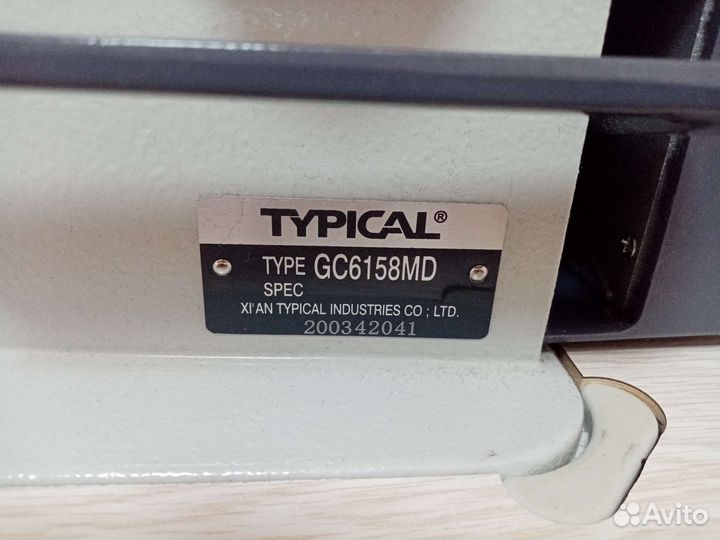 TYPICAL®
TYPE GC6158MD
SPEC
XI'AN TYPICAL INDUSTRIES CO ; LTD.
200342041
Avito